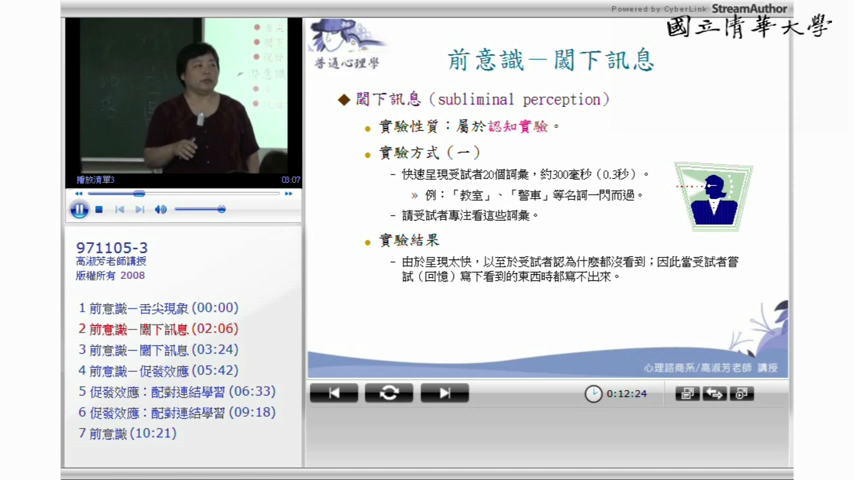 Powered by CyberLink StreamAuthor
國立清華大學
普通心理學
前意識－閾下訊息
閾下訊息（subliminal perception）
實驗性質：屬於認知實驗。
實驗方式（一）
－ 快速呈現受試者20個詞彙，約300毫秒（0.3秒）。
» 例：「教室」、「警車」等名詞一閃而過。
－ 請受試者專注看這些詞彙。
實驗結果
－ 由於呈現太快，以至於受試者認為什麼都沒看到；因此當受試者嘗
試（回憶）寫下看到的東西時都寫不出來。
心理諮商系/高淑芳老師 講授
播放清單3
03:07
971105-3
高淑芳老師講授
版權所有 2008
1 前意識－舌尖現象 (00:00)
2 前意識－閾下訊息 (02:06)
3 前意識－閾下訊息 (03:24)
4 前意識－促發效應 (05:42)
5 促發效應：配對連結學習 (06:33)
6 促發效應：配對連結學習 (09:18)
7 前意識 (10:21)
0:12:24